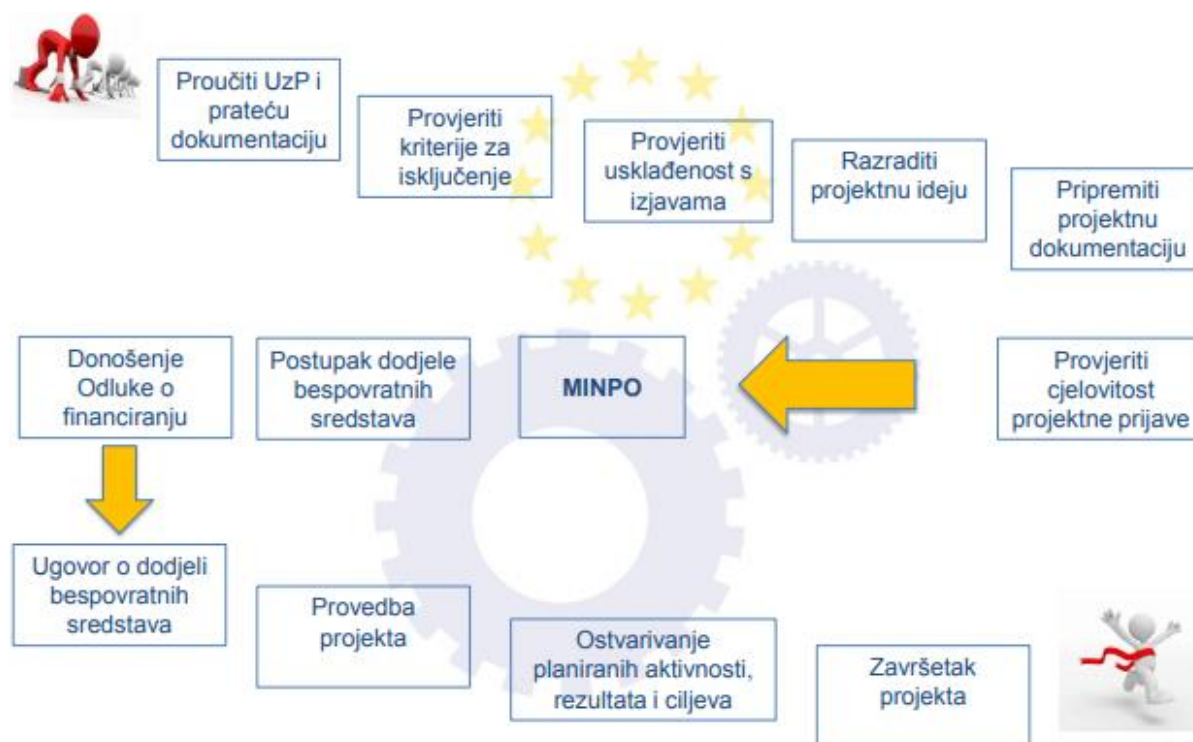 Proučiti UzP i
prateću
dokumentaciju
Provjeriti
kriterije za
isključenje
Provjeriti
usklađenost s
izjavama
Razraditi
projektnu ideju
Pripremiti
projektnu
dokumentaciju
Provjeriti
cjelovitost
projektne prijave
MINPO
Postupak dodjele
bespovratnih
sredstava
Donošenje
Odluke o
financiranju
Ugovor o dodjeli
bespovratnih
sredstava
Provedba
projekta
Ostvarivanje
planiranih aktivnosti,
rezultata i ciljeva
Završetak
projekta